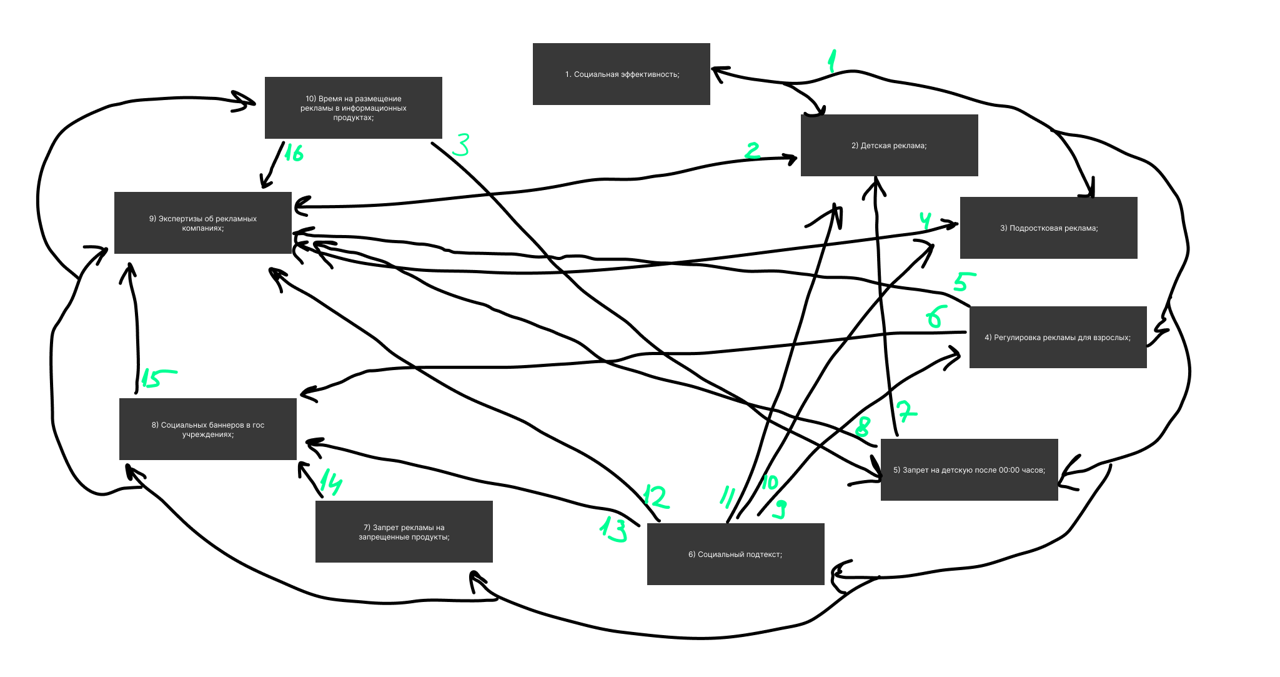 1
1. Социальная эффективность;
10) Время на размещение
рекламы в информационных
продуктах;
3
16
2
2) Детская реклама;
9) Экспертизы об рекламных
компаниях;
4
3) Подростковая реклама;
5
6
4) Регулировка рекламы для взрослых;
15
7
8
8) Социальных баннеров в гос
учреждениях;
5) Запрет на детскую после 00:00 часов;
14
12
11
10
9
13
7) Запрет рекламы на
запрещенные продукты;
6) Социальный подтекст;